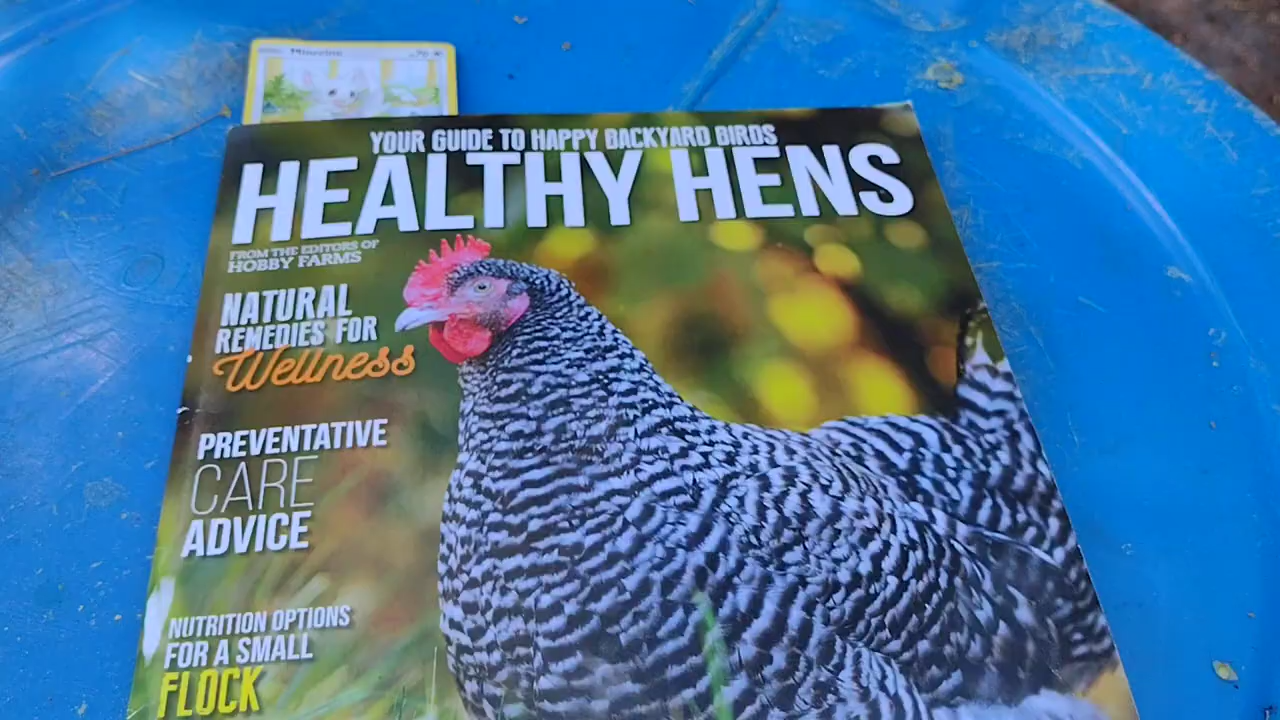 Minccino
YOUR GUIDE TO HAPPY BACKYARD BIRDS
HEALTHY HENS
FROM THE EDITORS OF
HOBBY FARMS
NATURAL
REMEDIES FOR
Wellness
PREVENTATIVE
CARE
ADVICE
NUTRITION OPTIONS
FOR A SMALL
FLOCK